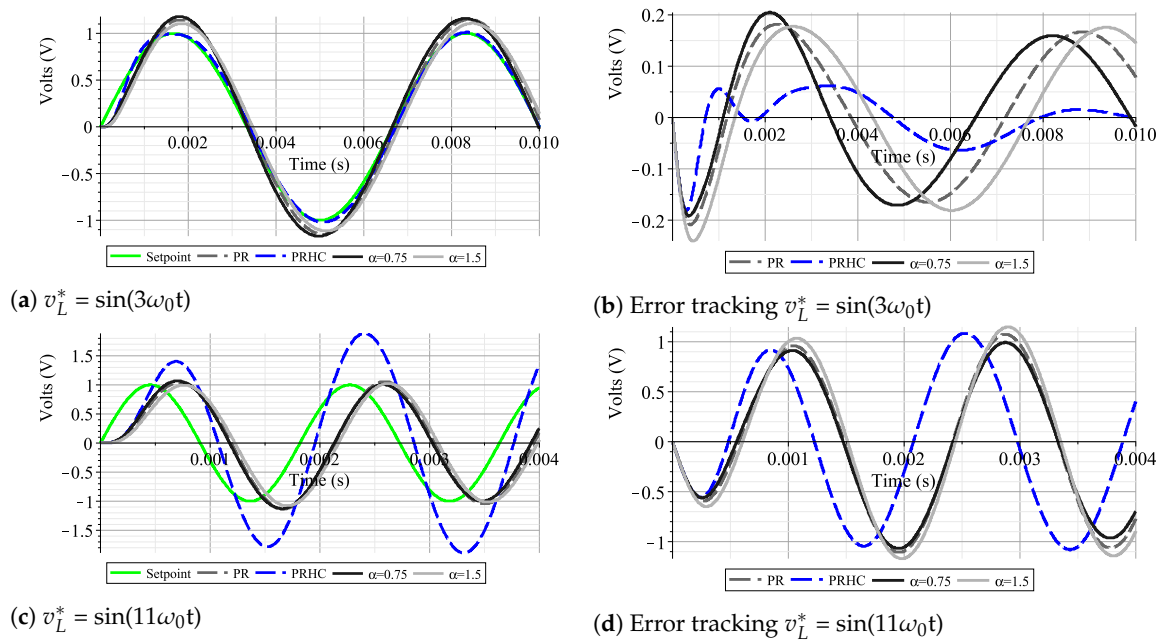 Volts (V)
1
0.5
0
−0.5
−1
0.002 0.004 0.006 0.008 0.010
Time (s)
Setpoint PR PRHC α=0.75 α=1.5
(a) v*_L = sin(3ω₀t)
Volts (V)
0.2
0.1
0
−0.1
−0.2
0.002 0.004 0.006 0.008 0.010
Time (s)
PR PRHC α=0.75 α=1.5
(b) Error tracking v*_L = sin(3ω₀t)
Volts (V)
1.5
1
0.5
0
−0.5
−1
−1.5
0.001 0.002 0.003 0.004
Time (s)
Setpoint PR PRHC α=0.75 α=1.5
(c) v*_L = sin(11ω₀t)
Volts (V)
1
0.5
0
−0.5
−1
0.001 0.002 0.003 0.004
Time (s)
PR PRHC α=0.75 α=1.5
(d) Error tracking v*_L = sin(11ω₀t)